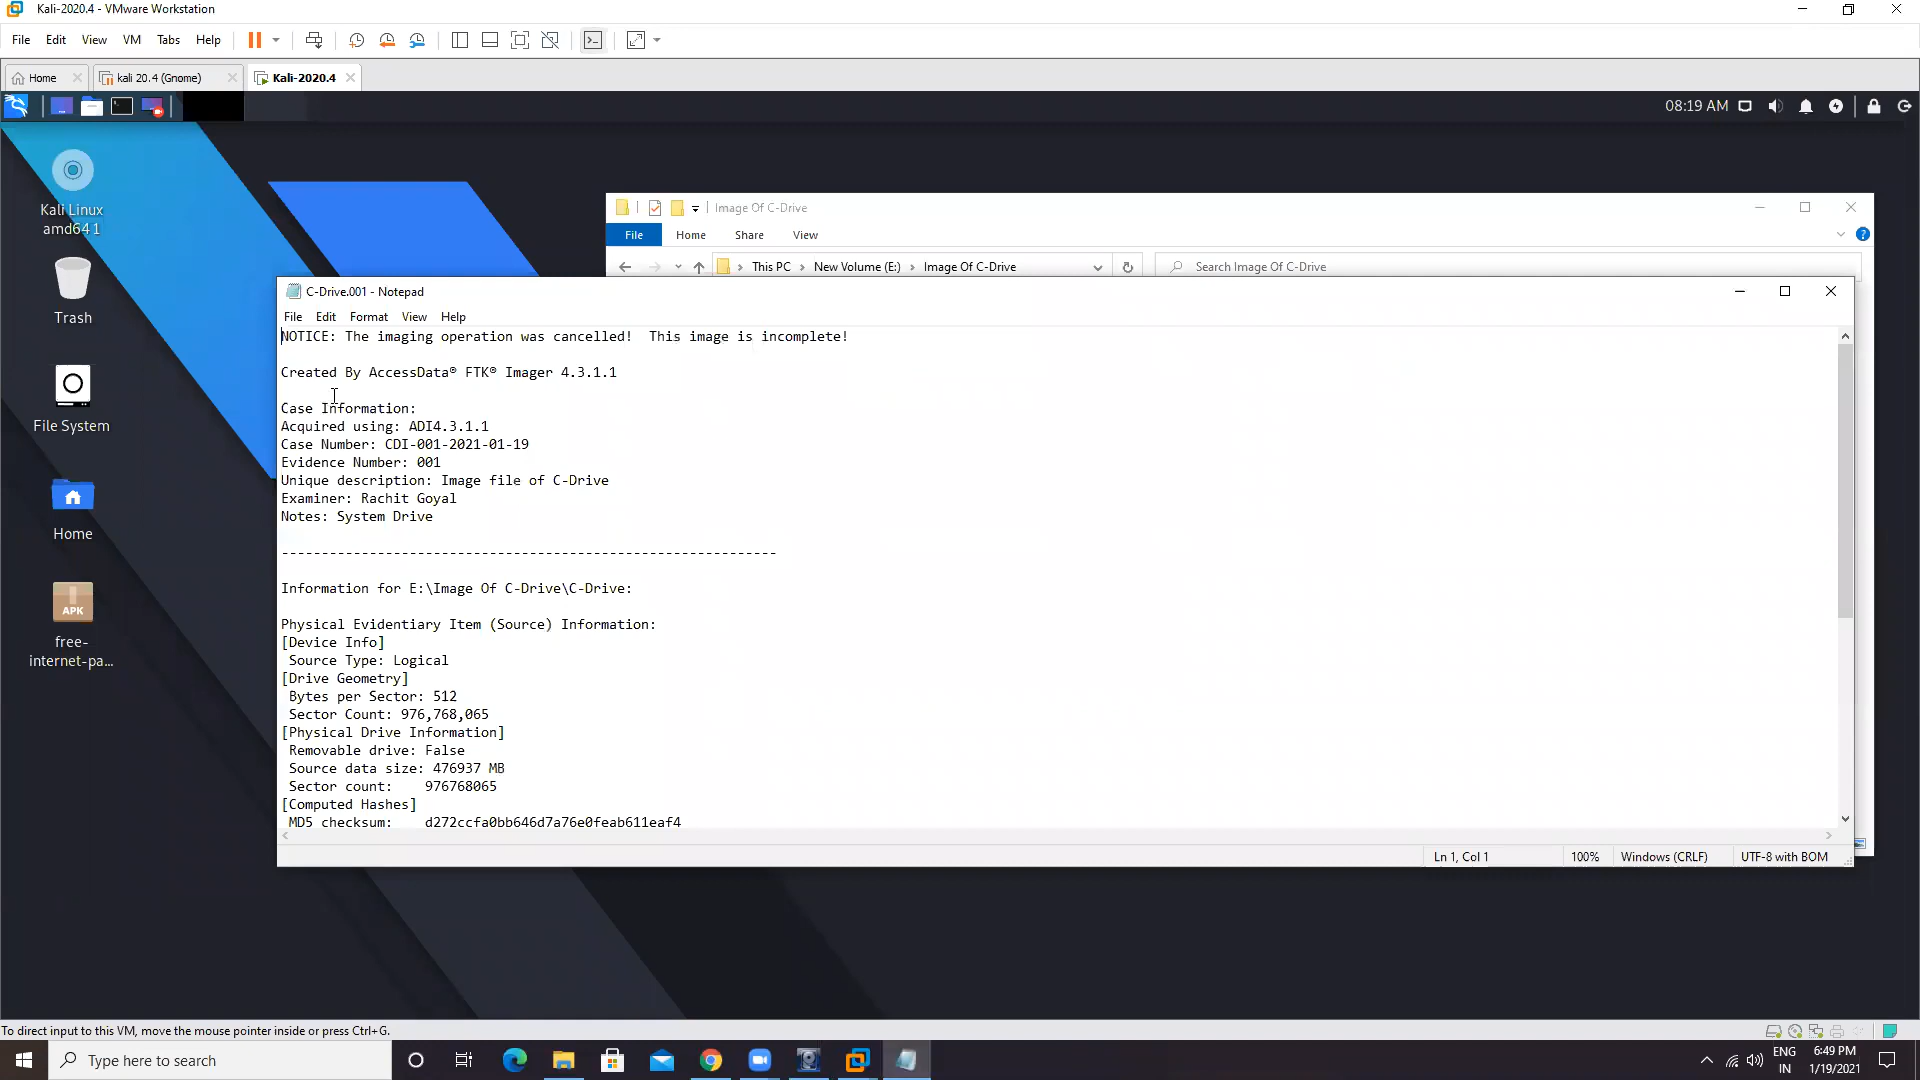 Kali-2020.4 - VMware Workstation
File Edit View VM Tabs Help
Home kali 20.4 (Gnome) Kali-2020.4
08:19 AM
Kali Linux
amd64 1
Trash
File System
Home
APK
free-
internet-pa...
Image Of C-Drive
File Home Share View
This PC New Volume (E:) Image Of C-Drive Search Image Of C-Drive
C-Drive.001 - Notepad
File Edit Format View Help
NOTICE: The imaging operation was cancelled!  This image is incomplete!
Created By AccessData® FTK® Imager 4.3.1.1
Case Information:
Acquired using: ADI4.3.1.1
Case Number: CDI-001-2021-01-19
Evidence Number: 001
Unique description: Image file of C-Drive
Examiner: Rachit Goyal
Notes: System Drive
--------------------------------------------------------------
Information for E:\Image Of C-Drive\C-Drive:
Physical Evidentiary Item (Source) Information:
[Device Info]
Source Type: Logical
[Drive Geometry]
Bytes per Sector: 512
Sector Count: 976,768,065
[Physical Drive Information]
Removable drive: False
Source data size: 476937 MB
Sector count:    976768065
[Computed Hashes]
MD5 checksum:    d272ccfa0bb646d7a76e0feab611eaf4
Ln 1, Col 1 100% Windows (CRLF) UTF-8 with BOM
To direct input to this VM, move the mouse pointer inside or press Ctrl+G.
Type here to search
ENG
IN
6:49 PM
1/19/2021